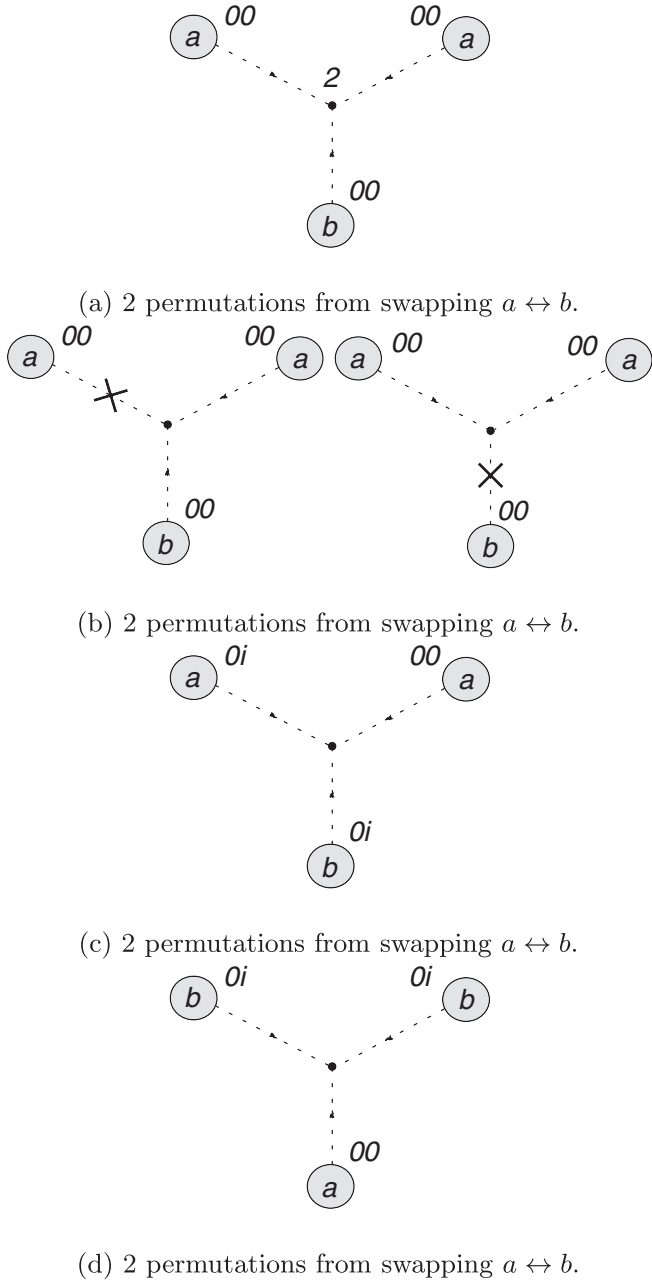 00 00
a a
2
00
b
(a) 2 permutations from swapping a ↔ b.
00 00 00 00
a a a a
00 00
b b
(b) 2 permutations from swapping a ↔ b.
0i 00
a a
0i
b
(c) 2 permutations from swapping a ↔ b.
0i 0i
b b
00
a
(d) 2 permutations from swapping a ↔ b.